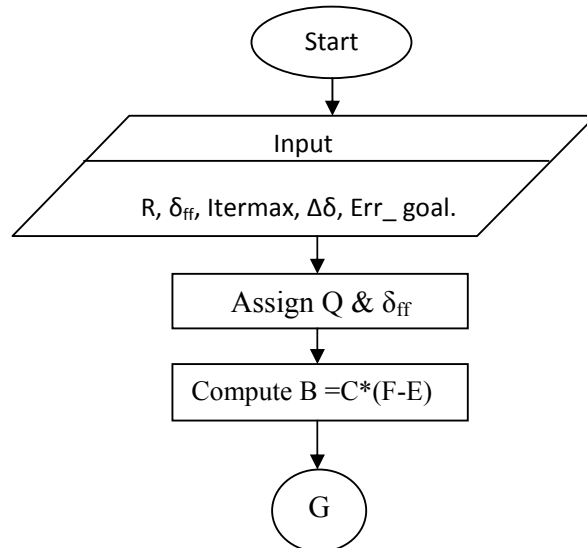 Start
Input
R, δff, Itermax, Δδ, Err_ goal.
Assign Q & δff
Compute B =C*(F-E)
G